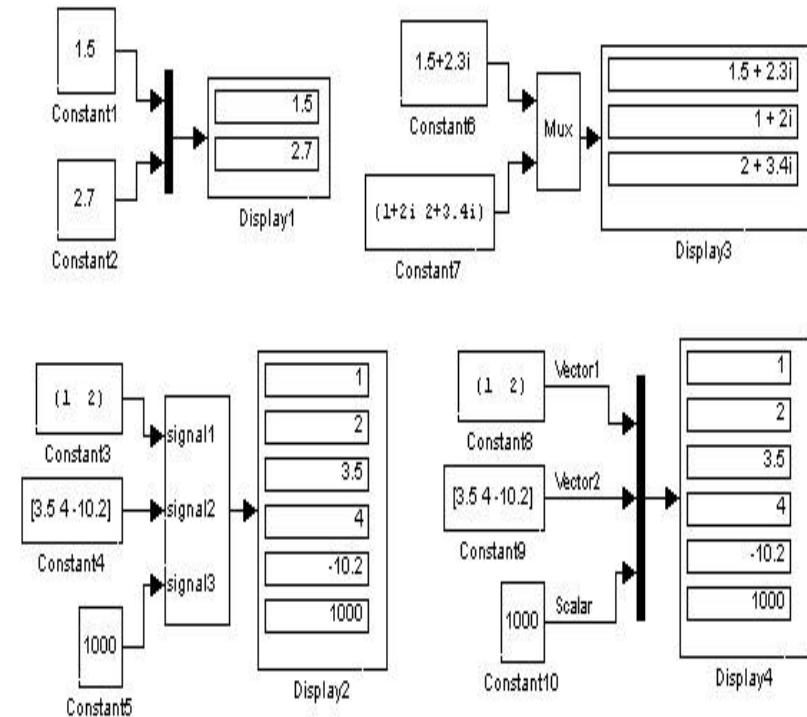 1.5
Constant1
2.7
Constant2
1.5
2.7
Display1
1.5+2.3i
Constant6
(1+2i 2+3.4i)
Constant7
Mux
1.5 + 2.3i
1 + 2i
2 + 3.4i
Display3
(1 2)
Constant3
[3.5 4 -10.2]
Constant4
1000
Constant5
signal1
signal2
signal3
1
2
3.5
4
-10.2
1000
Display2
(1 2)
Constant8
[3.5 4 -10.2]
Constant9
1000
Constant10
Vector1
Vector2
Scalar
1
2
3.5
4
-10.2
1000
Display4